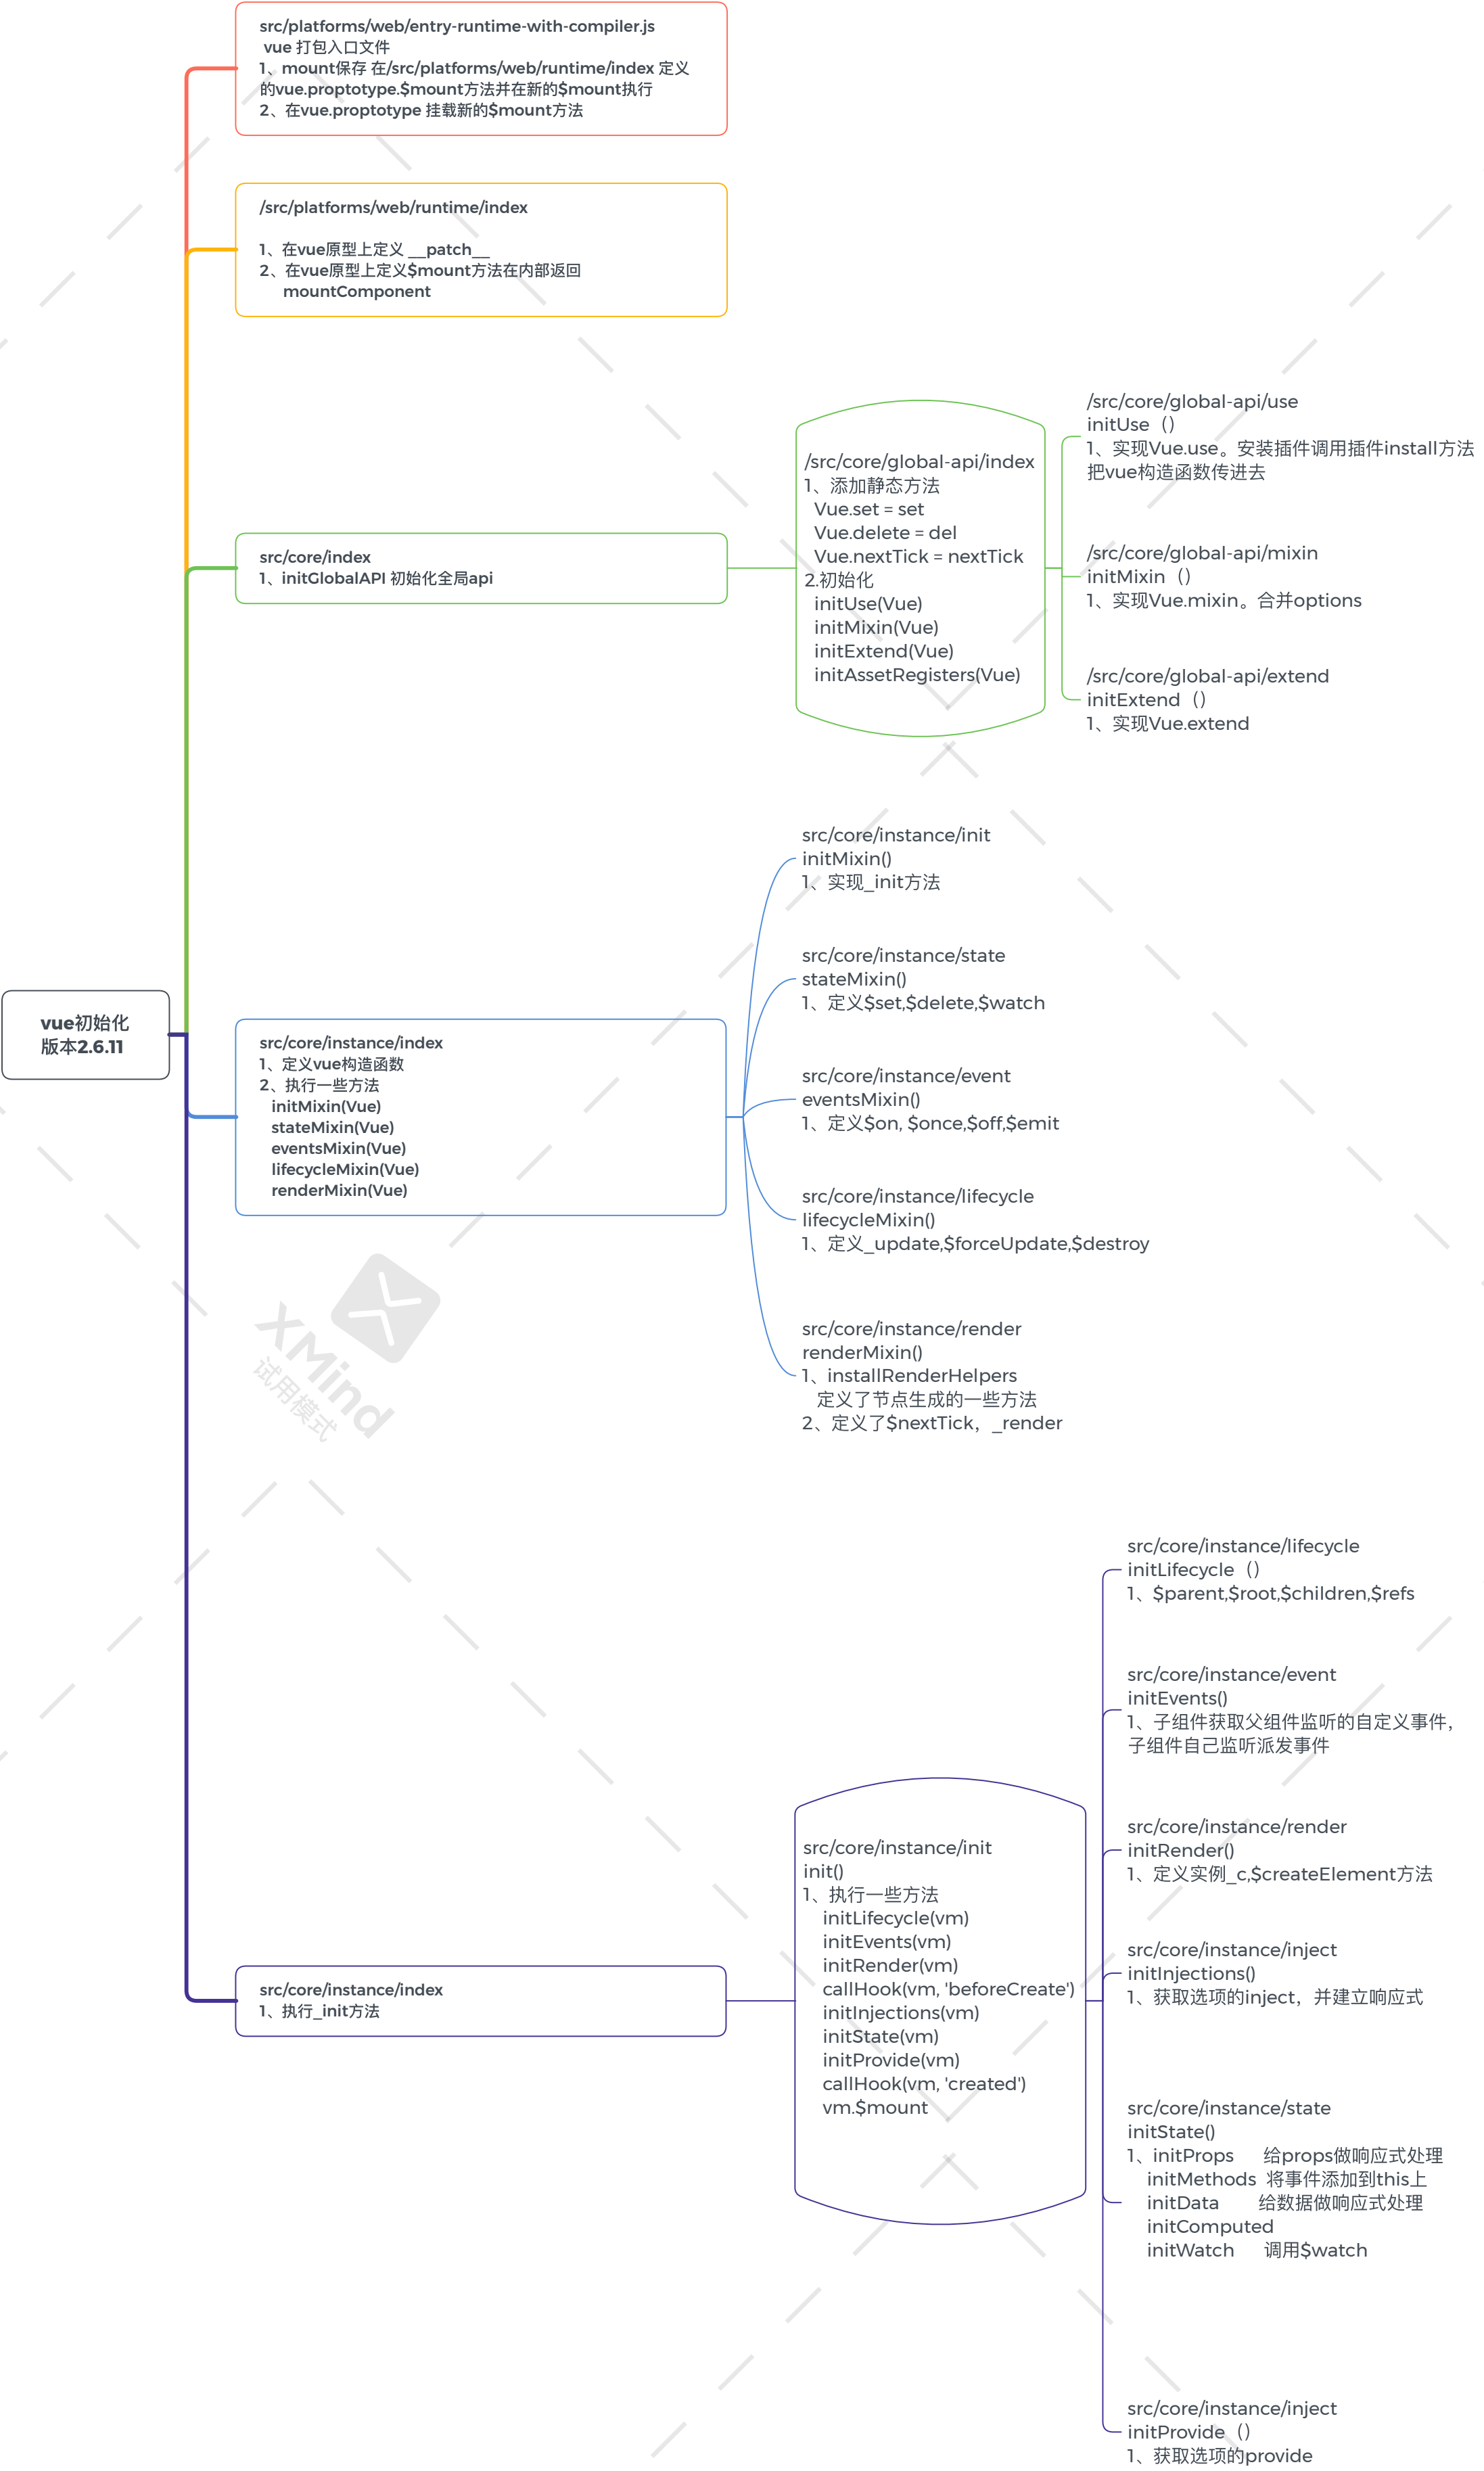 src/platforms/web/entry-runtime-with-compiler.js
vue 打包入口文件
1、mount保存 在/src/platforms/web/runtime/index 定义
的vue.proptotype.$mount方法并在新的$mount执行
2、在vue.proptotype 挂载新的$mount方法
/src/platforms/web/runtime/index
1、在vue原型上定义 __patch__
2、在vue原型上定义$mount方法在内部返回
mountComponent
src/core/index
1、initGlobalAPI 初始化全局api
/src/core/global-api/index
1、添加静态方法
Vue.set = set
Vue.delete = del
Vue.nextTick = nextTick
2.初始化
initUse(Vue)
initMixin(Vue)
initExtend(Vue)
initAssetRegisters(Vue)
/src/core/global-api/use
initUse（）
1、实现Vue.use。安装插件调用插件install方法
把vue构造函数传进去
/src/core/global-api/mixin
initMixin（）
1、实现Vue.mixin。合并options
/src/core/global-api/extend
initExtend（）
1、实现Vue.extend
vue初始化
版本2.6.11
src/core/instance/index
1、定义vue构造函数
2、执行一些方法
initMixin(Vue)
stateMixin(Vue)
eventsMixin(Vue)
lifecycleMixin(Vue)
renderMixin(Vue)
src/core/instance/init
initMixin()
1、实现_init方法
src/core/instance/state
stateMixin()
1、定义$set,$delete,$watch
src/core/instance/event
eventsMixin()
1、定义$on, $once,$off,$emit
src/core/instance/lifecycle
lifecycleMixin()
1、定义_update,$forceUpdate,$destroy
src/core/instance/render
renderMixin()
1、installRenderHelpers
定义了节点生成的一些方法
2、定义了$nextTick，_render
XMind
试用模式
src/core/instance/index
1、执行_init方法
src/core/instance/init
init()
1、执行一些方法
initLifecycle(vm)
initEvents(vm)
initRender(vm)
callHook(vm, 'beforeCreate')
initInjections(vm)
initState(vm)
initProvide(vm)
callHook(vm, 'created')
vm.$mount
src/core/instance/lifecycle
initLifecycle（）
1、$parent,$root,$children,$refs
src/core/instance/event
initEvents()
1、子组件获取父组件监听的自定义事件，
子组件自己监听派发事件
src/core/instance/render
initRender()
1、定义实例_c,$createElement方法
src/core/instance/inject
initInjections()
1、获取选项的inject，并建立响应式
src/core/instance/state
initState()
1、initProps 给props做响应式处理
initMethods 将事件添加到this上
initData 给数据做响应式处理
initComputed
initWatch 调用$watch
src/core/instance/inject
initProvide（）
1、获取选项的provide